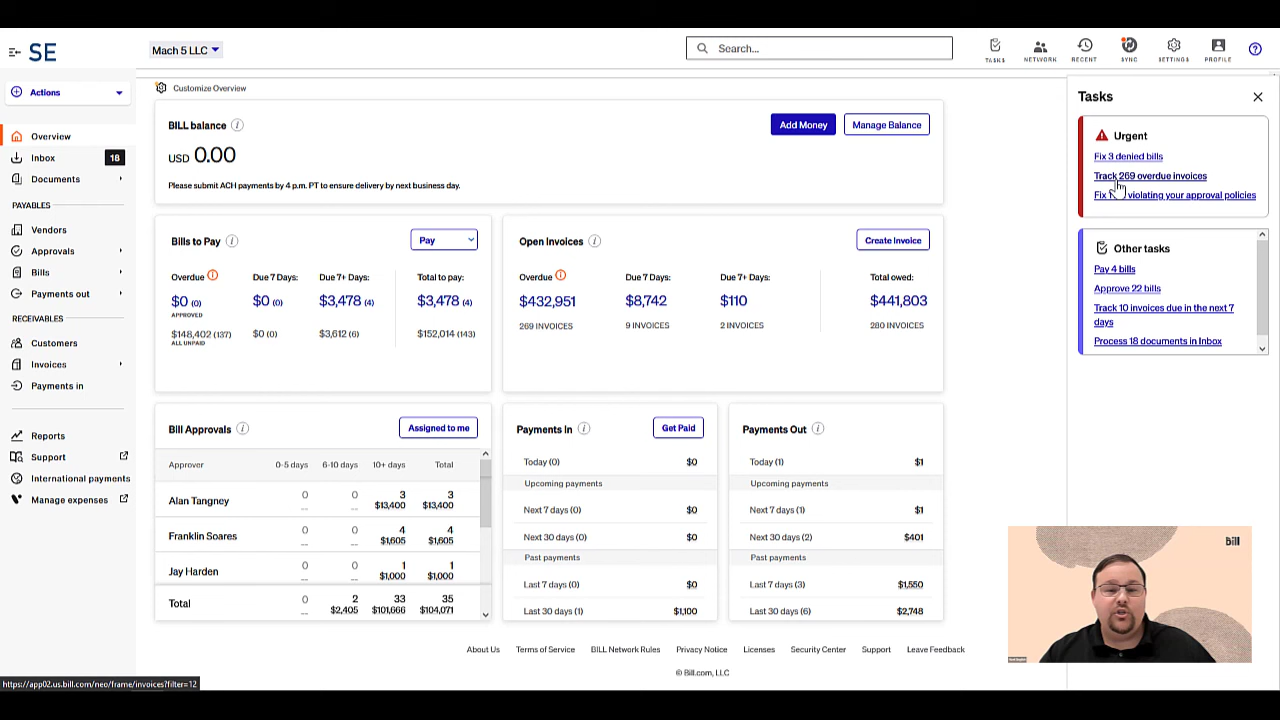 SE
Mach 5 LLC
Search...
TASKS
NETWORK
RECENT
SYNC
SETTINGS
PROFILE
?
Actions
Overview
Inbox
18
Documents
PAYABLES
Vendors
Approvals
Bills
Payments out
RECEIVABLES
Customers
Invoices
Payments in
Reports
Support
International payments
Manage expenses
Customize Overview
BILL balance
Add Money
Manage Balance
USD 0.00
Please submit ACH payments by 4 p.m. PT to ensure delivery by next business day.
Bills to Pay
Pay
Overdue
Due 7 Days:
Due 7+ Days:
Total to pay:
$0 (0)
$0 (0)
$3,478 (4)
$3,478 (4)
APPROVED
$148,402 (137)
$0 (0)
$3,612 (6)
$152,014 (143)
ALL UNPAID
Open Invoices
Create Invoice
Overdue
Due 7 Days:
Due 7+ Days:
Total owed:
$432,951
$8,742
$110
$441,803
269 INVOICES
9 INVOICES
2 INVOICES
280 INVOICES
Bill Approvals
Assigned to me
Approver
0-5 days
6-10 days
10+ days
Total
Alan Tangney
0
0
3
3
--
--
$13,400
$13,400
Franklin Soares
0
0
4
4
--
--
$1,605
$1,605
Jay Harden
0
0
1
1
--
--
$1,000
$1,000
Total
0
2
33
35
--
$2,405
$101,666
$104,071
Payments In
Get Paid
Today (0)
$0
Upcoming payments
Next 7 days (0)
$0
Next 30 days (0)
$0
Past payments
Last 7 days (0)
$0
Last 30 days (1)
$1,100
Payments Out
Today (1)
$1
Upcoming payments
Next 7 days (1)
$1
Next 30 days (2)
$401
Past payments
Last 7 days (3)
$1,550
Last 30 days (6)
$2,748
Tasks
Urgent
Fix 3 denied bills
Track 269 overdue invoices
Fix violating your approval policies
Other tasks
Pay 4 bills
Approve 22 bills
Track 10 invoices due in the next 7
days
Process 18 documents in Inbox
bill
About Us
Terms of Service
BILL Network Rules
Privacy Notice
Licenses
Security Center
Support
Leave Feedback
© Bill.com, LLC
https://app02.us.bill.com/neo/frame/invoices?filter=12